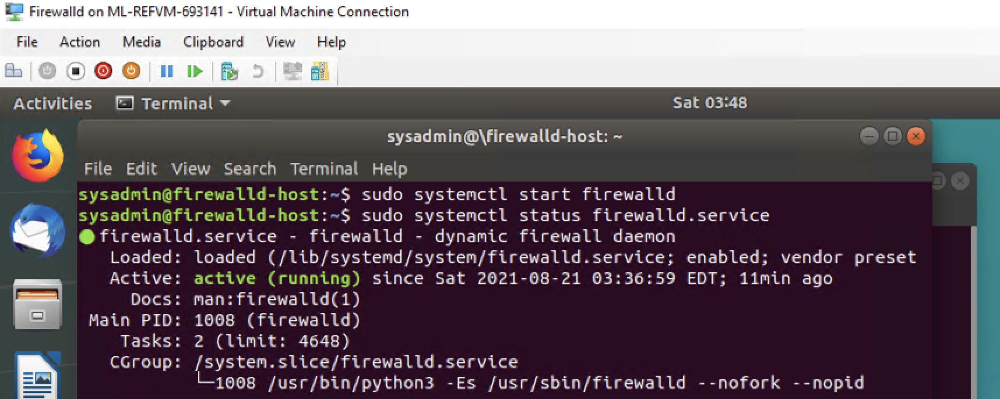 Firewalld on ML-REFVM-693141 - Virtual Machine Connection
File Action Media Clipboard View Help
Activities Terminal Sat 03:48
sysadmin@\firewalld-host: ~
File Edit View Search Terminal Help
sysadmin@firewalld-host:~$ sudo systemctl start firewalld
sysadmin@firewalld-host:~$ sudo systemctl status firewalld.service
● firewalld.service - firewalld - dynamic firewall daemon
Loaded: loaded (/lib/systemd/system/firewalld.service; enabled; vendor preset
Active: active (running) since Sat 2021-08-21 03:36:59 EDT; 11min ago
Docs: man:firewalld(1)
Main PID: 1008 (firewalld)
Tasks: 2 (limit: 4648)
CGroup: /system.slice/firewalld.service
└─1008 /usr/bin/python3 -Es /usr/sbin/firewalld --nofork --nopid